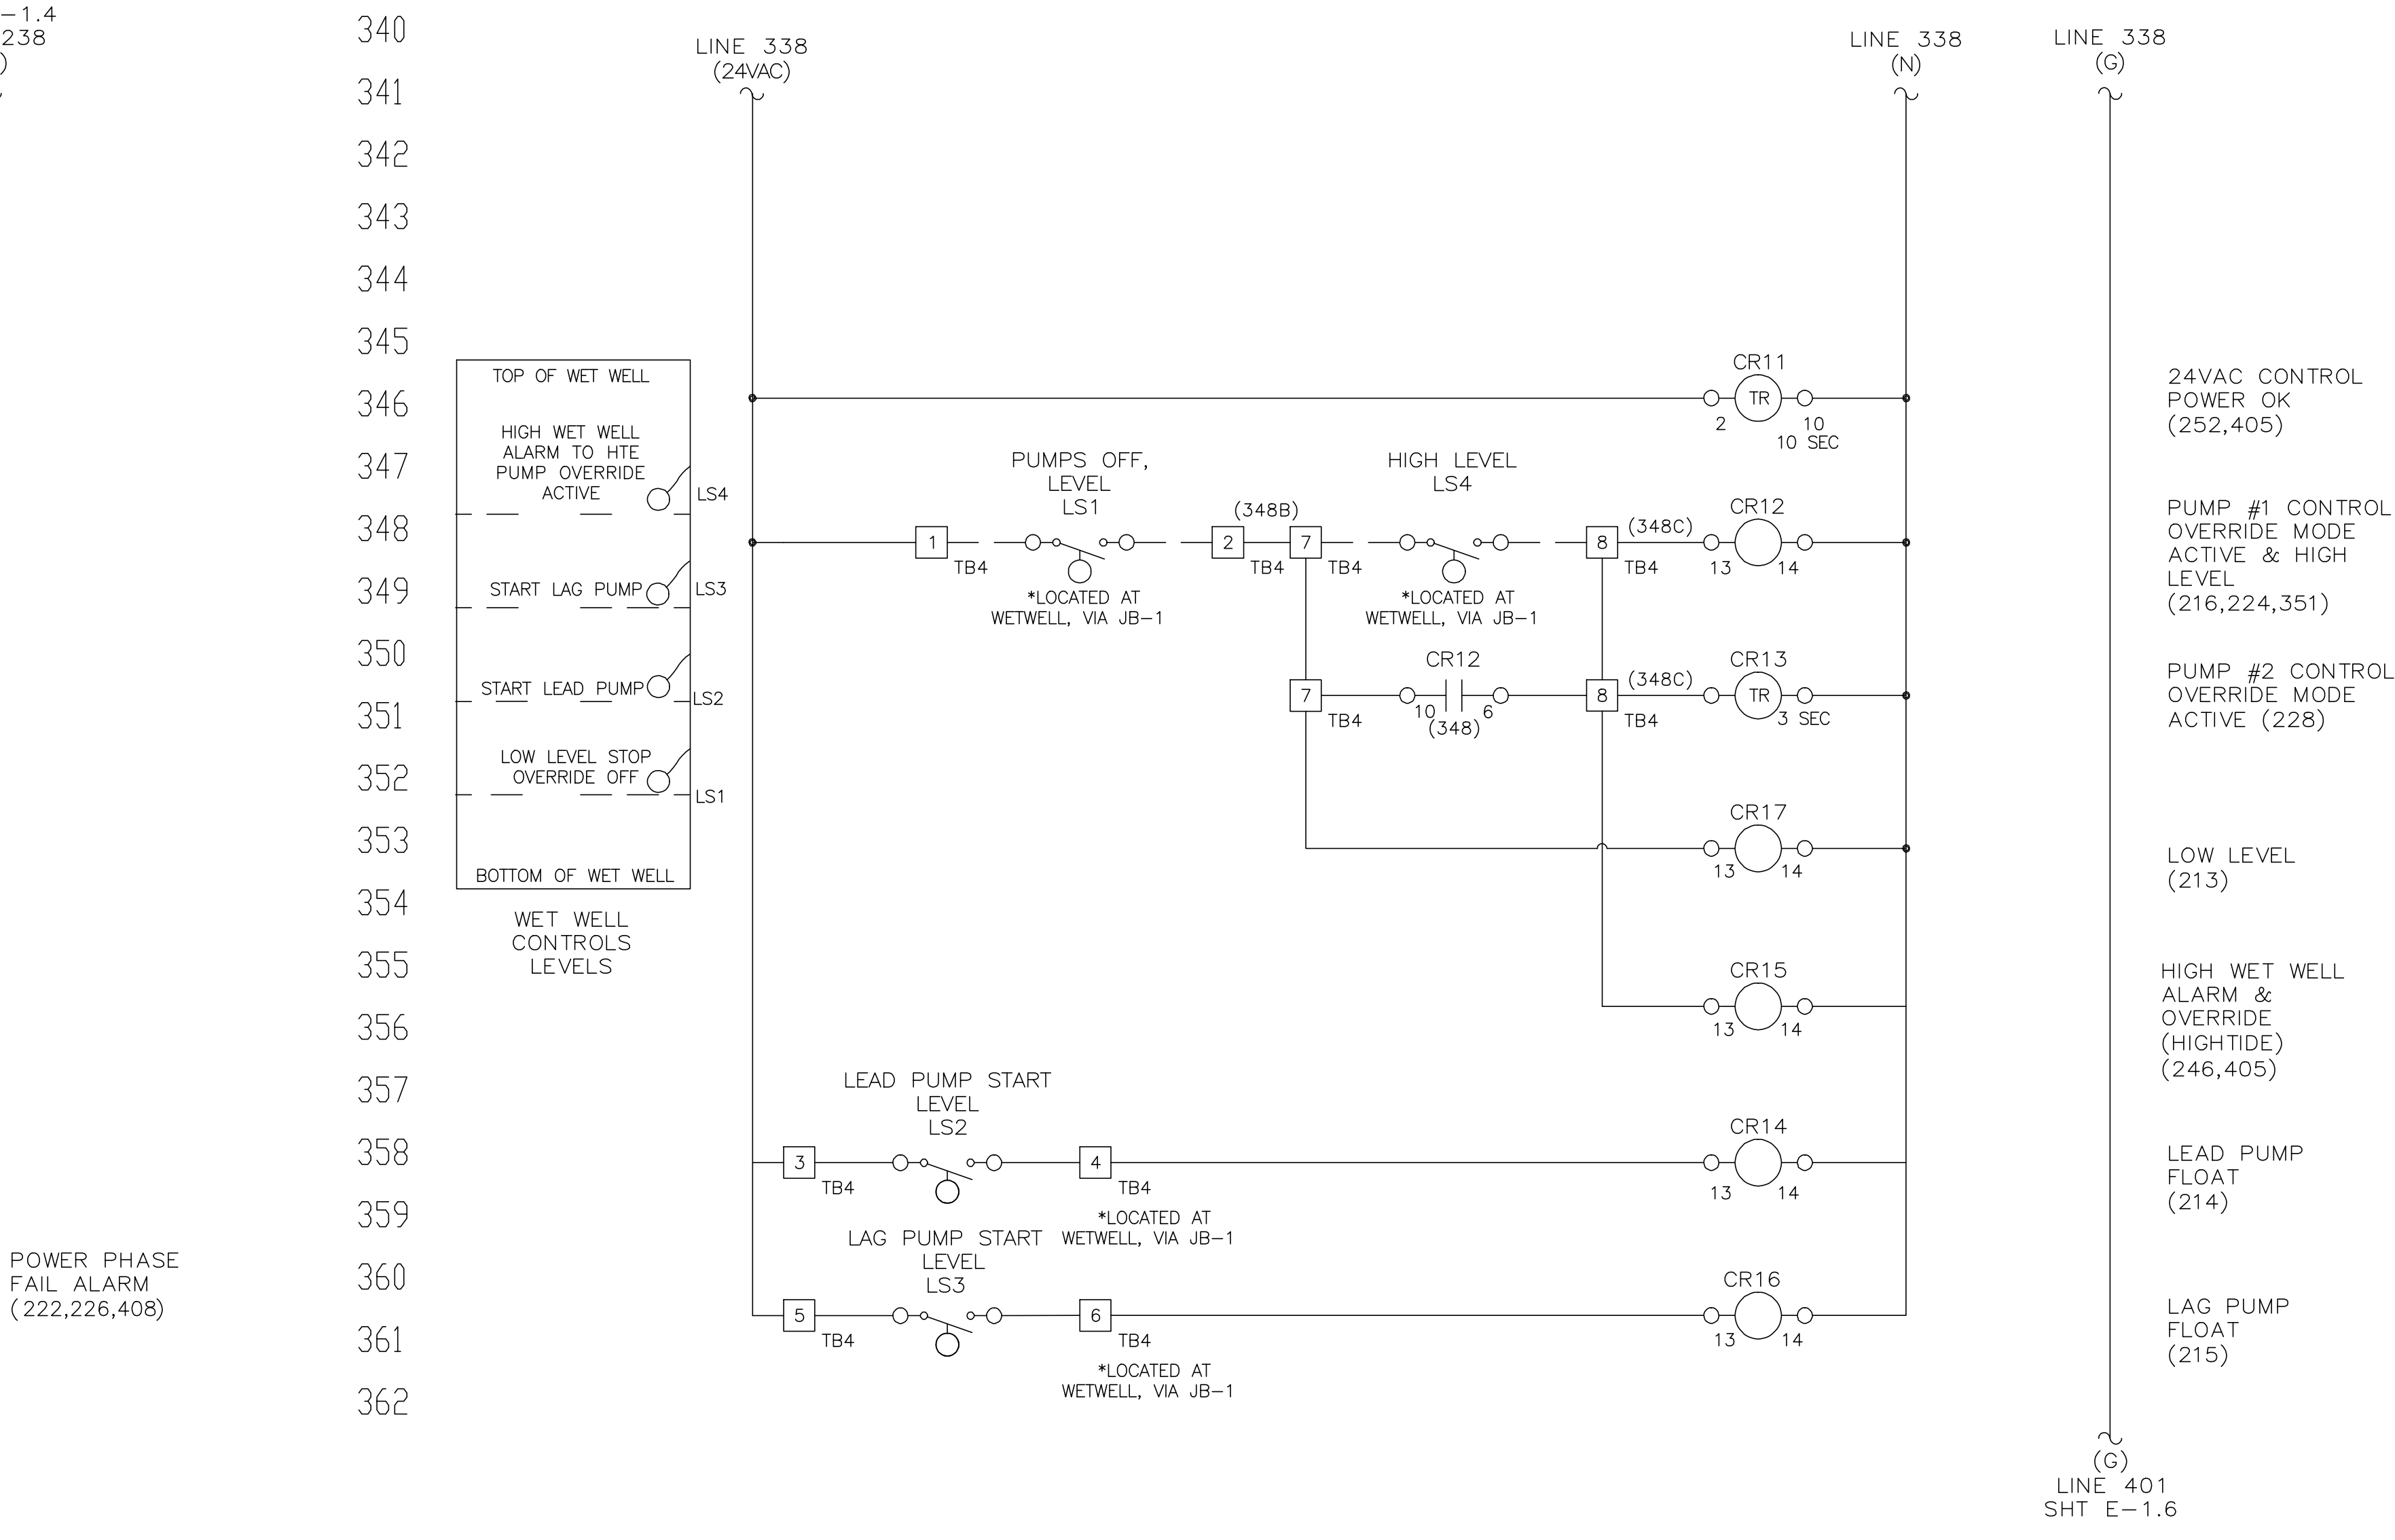 -1.4
238
)
POWER PHASE
FAIL ALARM
(222,226,408)
340
341
342
343
344
345
346
347
348
349
350
351
352
353
354
355
356
357
358
359
360
361
362
TOP OF WET WELL
HIGH WET WELL
ALARM TO HTE
PUMP OVERRIDE
ACTIVE
LS4
START LAG PUMP
LS3
START LEAD PUMP
LS2
LOW LEVEL STOP
OVERRIDE OFF
LS1
BOTTOM OF WET WELL
WET WELL
CONTROLS
LEVELS
LINE 338
(24VAC)
LINE 338
(N)
LINE 338
(G)
CR11
TR
2
10
10 SEC
24VAC CONTROL
POWER OK
(252,405)
PUMPS OFF,
LEVEL
LS1
1
TB4
*LOCATED AT
WETWELL, VIA JB-1
(348B)
2
TB4
7
TB4
HIGH LEVEL
LS4
*LOCATED AT
WETWELL, VIA JB-1
8
TB4
(348C)
CR12
13
14
PUMP #1 CONTROL
OVERRIDE MODE
ACTIVE & HIGH
LEVEL
(216,224,351)
7
TB4
CR12
10
6
(348)
8
TB4
(348C)
CR13
TR
3 SEC
PUMP #2 CONTROL
OVERRIDE MODE
ACTIVE (228)
CR17
13
14
LOW LEVEL
(213)
CR15
13
14
HIGH WET WELL
ALARM &
OVERRIDE
(HIGHTIDE)
(246,405)
LEAD PUMP START
LEVEL
LS2
3
TB4
4
TB4
*LOCATED AT
WETWELL, VIA JB-1
CR14
13
14
LEAD PUMP
FLOAT
(214)
LAG PUMP START
LEVEL
LS3
5
TB4
6
TB4
*LOCATED AT
WETWELL, VIA JB-1
CR16
13
14
LAG PUMP
FLOAT
(215)
(G)
LINE 401
SHT E-1.6